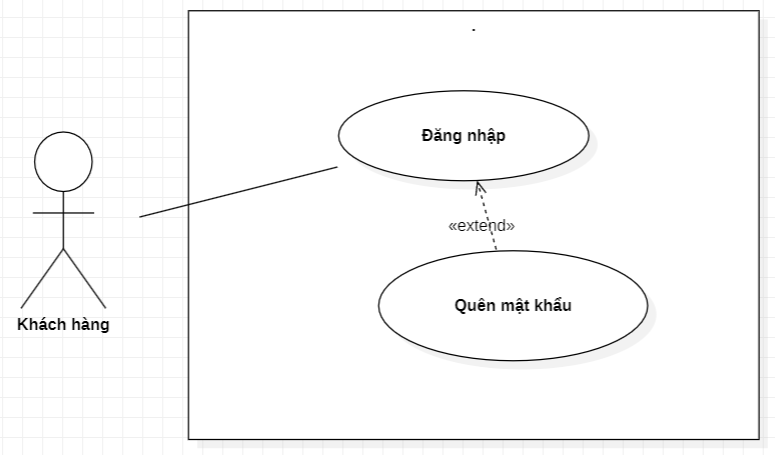 .
Đăng nhập
«extend»
Quên mật khẩu
Khách hàng